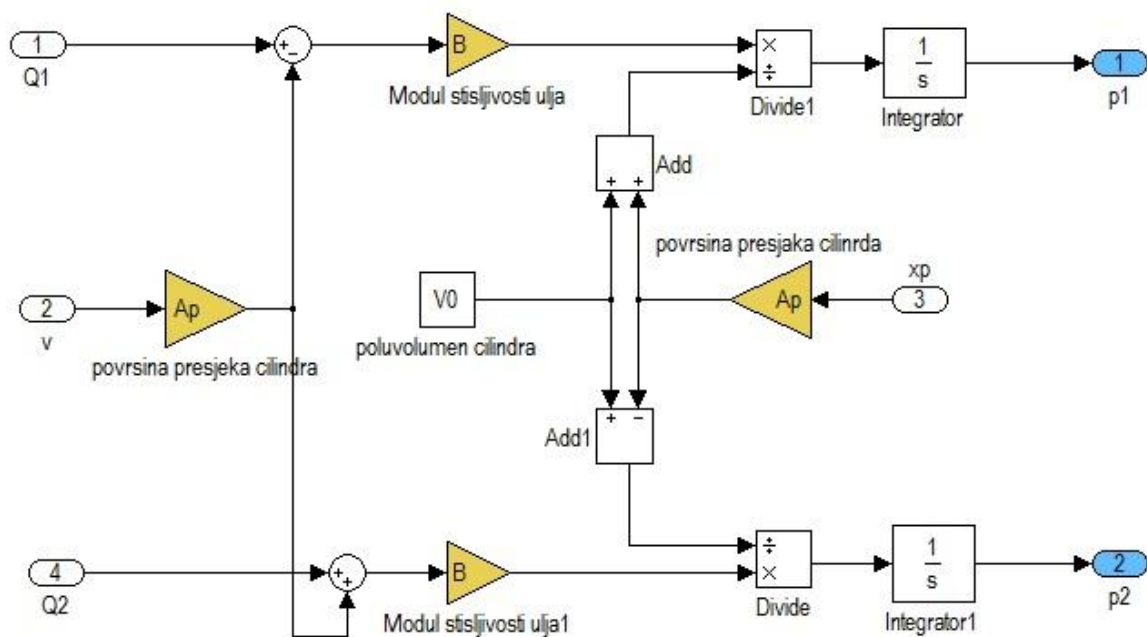 1
Q1
+
−
B
Modul stisljivosti ulja
×
÷
Divide1
1
s
Integrator
1
p1
Add
+ +
povrsina presjaka cilinrda
xp
2
v
Ap
povrsina presjeka cilindra
V0
poluvolumen cilindra
Ap
3
+ −
Add1
4
Q2
+
+
B
Modul stisljivosti ulja1
÷
×
Divide
1
s
Integrator1
2
p2